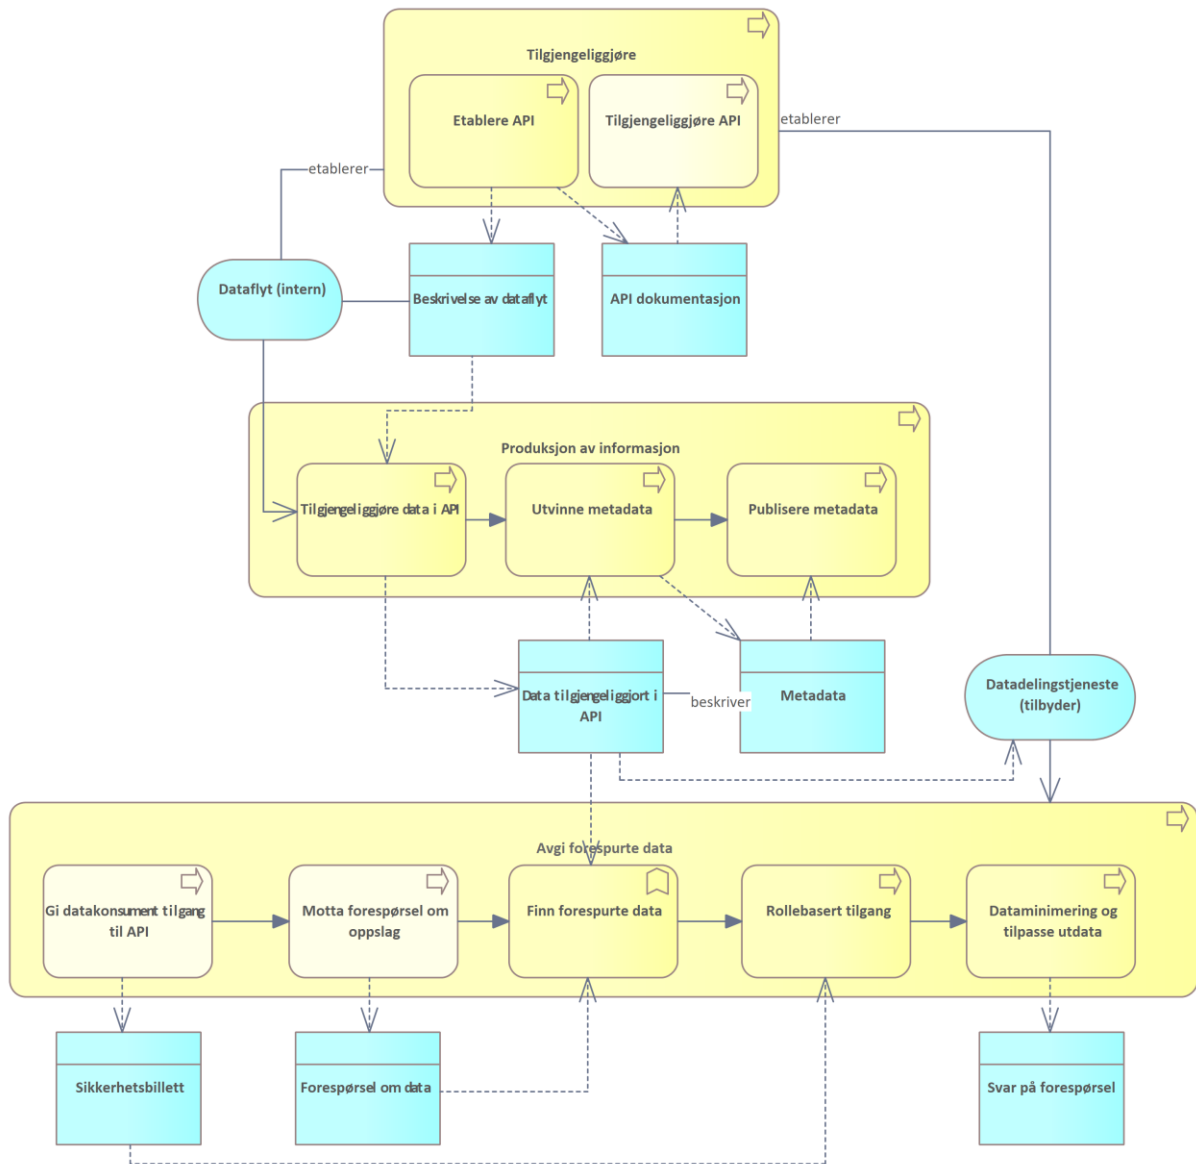 Tilgjengeliggjøre
Etablere API
Tilgjengeliggjøre API
etablerer
etablerer
Dataflyt (intern)
Beskrivelse av dataflyt
API dokumentasjon
Produksjon av informasjon
Tilgjengeliggjøre data i API
Utvinne metadata
Publisere metadata
Data tilgjengeliggjort i
API
beskriver
Metadata
Datadelingstjeneste
(tilbyder)
Avgi forespurte data
Gi datakonsument tilgang
til API
Motta forespørsel om
oppslag
Finn forespurte data
Rollebasert tilgang
Dataminimering og
tilpasse utdata
Sikkerhetsbillett
Forespørsel om data
Svar på forespørsel